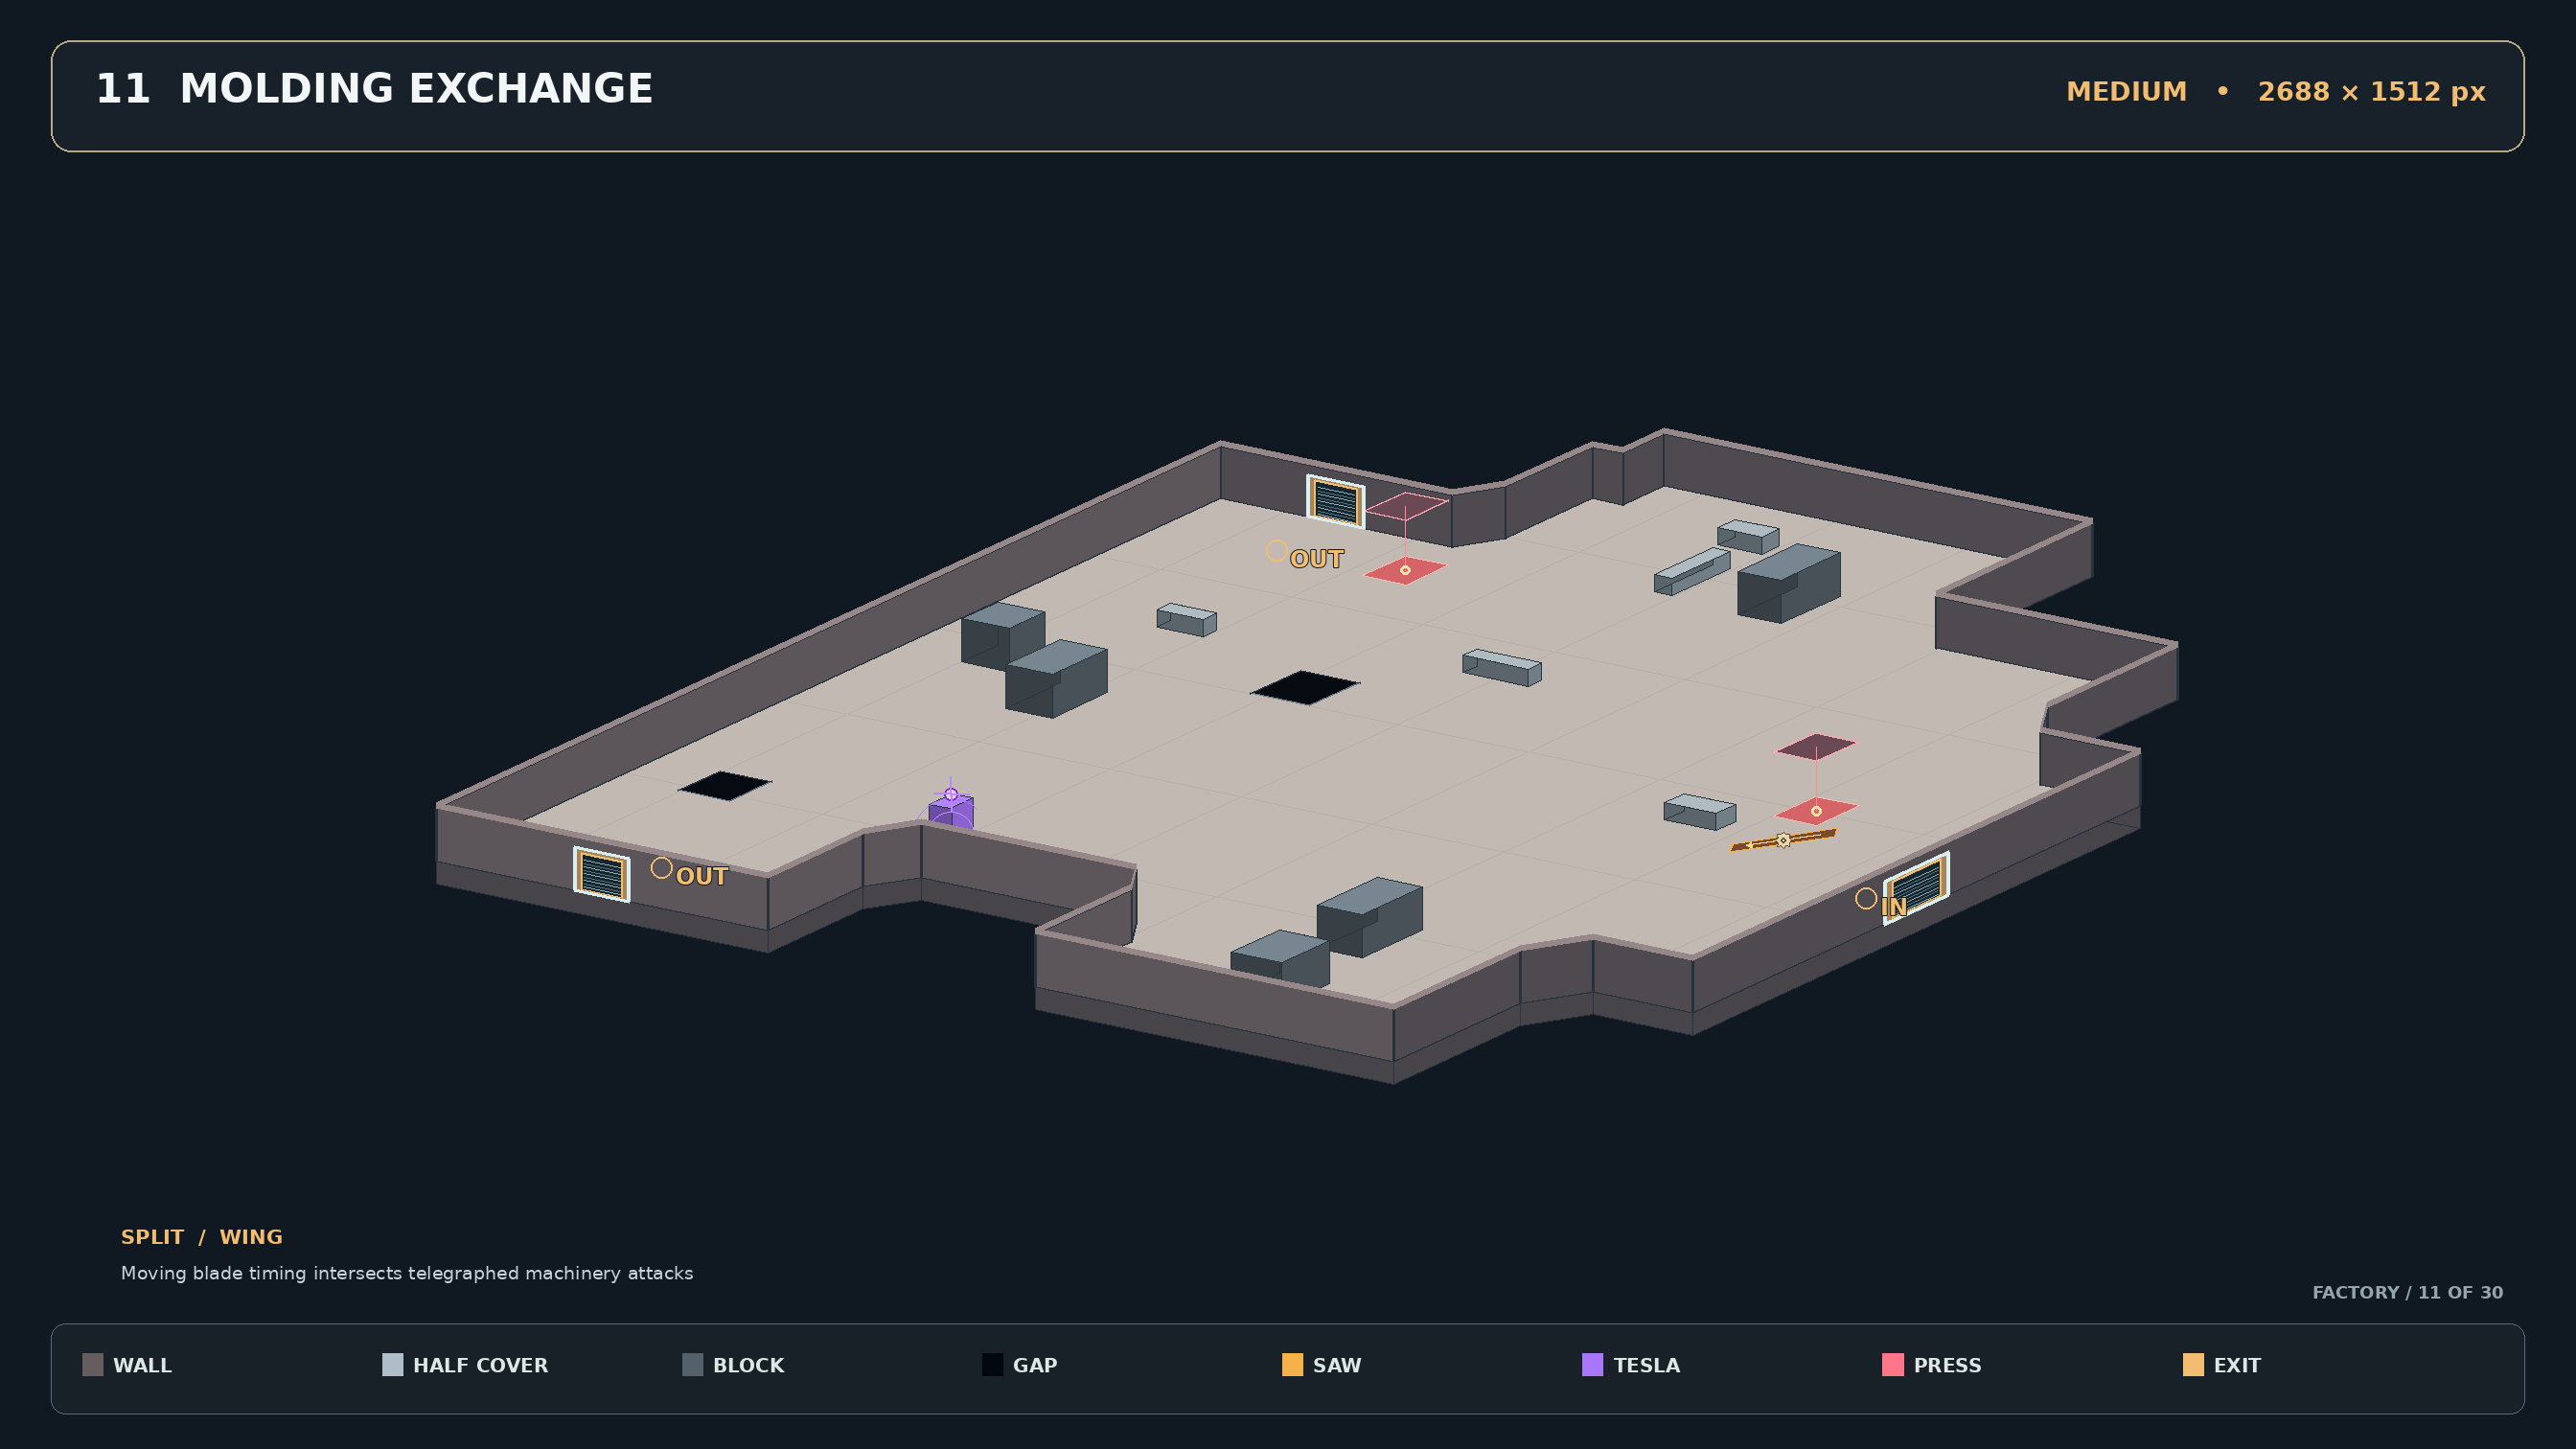 11 MOLDING EXCHANGE
MEDIUM • 2688 × 1512 px
OUT
OUT
IN
SPLIT / WING
Moving blade timing intersects telegraphed machinery attacks
FACTORY / 11 OF 30
WALL
HALF COVER
BLOCK
GAP
SAW
TESLA
PRESS
EXIT